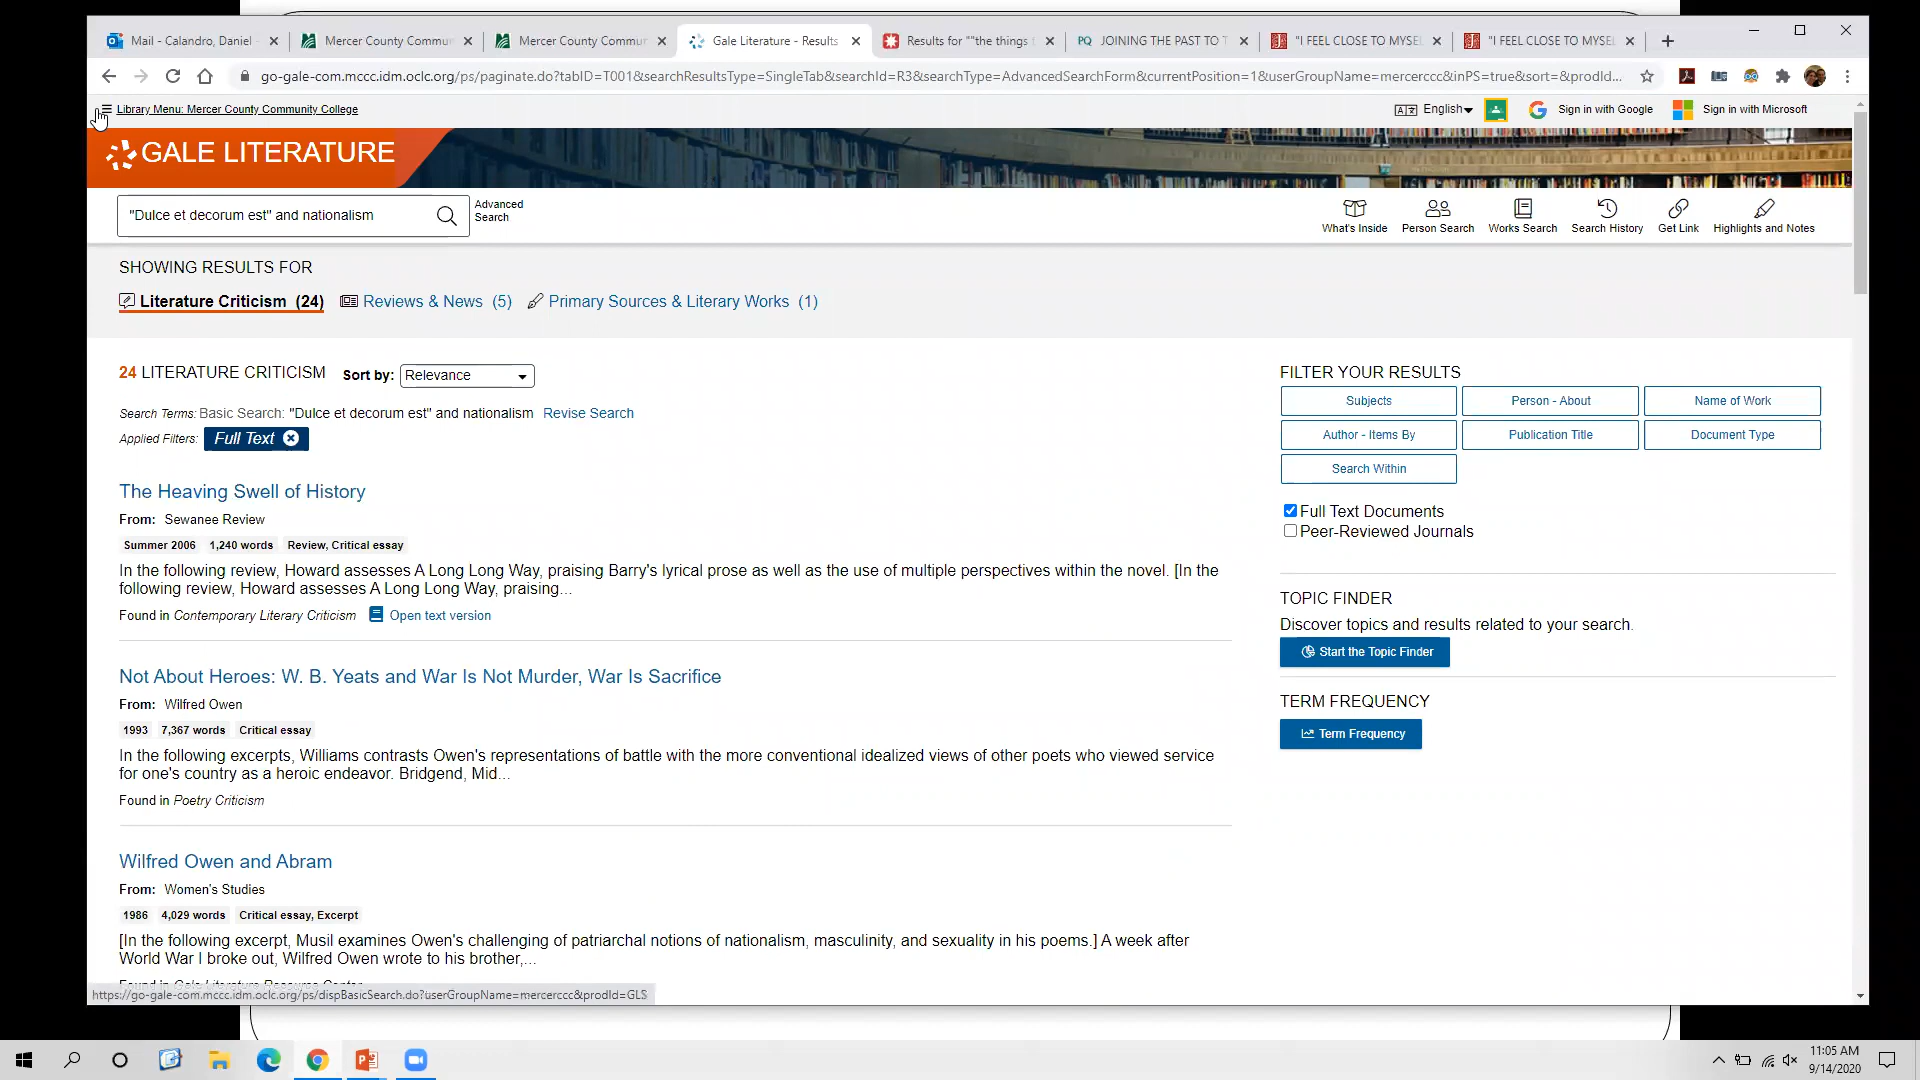 Mail - Calandro, Daniel
Mercer County Commu
Mercer County Commu
Gale Literature - Results
Results for ""the things
PQ JOINING THE PAST TO T
"I FEEL CLOSE TO MYSEL
"I FEEL CLOSE TO MYSEL
go-gale-com.mccc.idm.oclc.org/ps/paginate.do?tabID=T001&searchResultsType=SingleTab&searchId=R3&searchType=AdvancedSearchForm&currentPosition=1&userGroupName=mercerccc&inPS=true&sort=&prodId...
Library Menu: Mercer County Community College
English
Sign in with Google
Sign in with Microsoft
GALE LITERATURE
"Dulce et decorum est" and nationalism
Advanced
Search
What's Inside
Person Search
Works Search
Search History
Get Link
Highlights and Notes
SHOWING RESULTS FOR
Literature Criticism (24)
Reviews & News (5)
Primary Sources & Literary Works (1)
24 LITERATURE CRITICISM
Sort by: Relevance
Search Terms: Basic Search: "Dulce et decorum est" and nationalism Revise Search
Applied Filters: Full Text
The Heaving Swell of History
From: Sewanee Review
Summer 2006 1,240 words Review, Critical essay
In the following review, Howard assesses A Long Long Way, praising Barry's lyrical prose as well as the use of multiple perspectives within the novel. [In the
following review, Howard assesses A Long Long Way, praising...
Found in Contemporary Literary Criticism Open text version
Not About Heroes: W. B. Yeats and War Is Not Murder, War Is Sacrifice
From: Wilfred Owen
1993 7,367 words Critical essay
In the following excerpts, Williams contrasts Owen's representations of battle with the more conventional idealized views of other poets who viewed service
for one's country as a heroic endeavor. Bridgend, Mid...
Found in Poetry Criticism
Wilfred Owen and Abram
From: Women's Studies
1986 4,029 words Critical essay, Excerpt
[In the following excerpt, Musil examines Owen's challenging of patriarchal notions of nationalism, masculinity, and sexuality in his poems.] A week after
World War I broke out, Wilfred Owen wrote to his brother,...
Found in Gale Literature Resource Center
https://go-gale-com.mccc.idm.oclc.org/ps/dispBasicSearch.do?userGroupName=mercerccc&prodId=GLS
FILTER YOUR RESULTS
Subjects
Person - About
Name of Work
Author - Items By
Publication Title
Document Type
Search Within
Full Text Documents
Peer-Reviewed Journals
TOPIC FINDER
Discover topics and results related to your search.
Start the Topic Finder
TERM FREQUENCY
Term Frequency
11:05 AM
9/14/2020